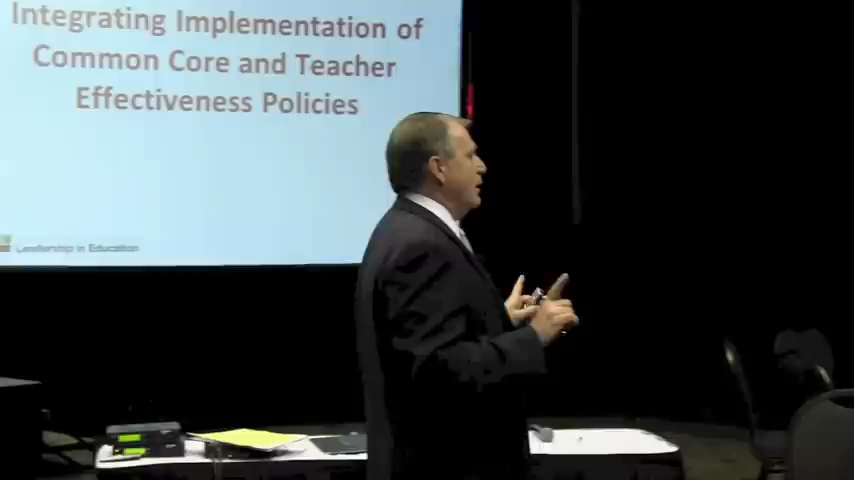 Integrating Implementation of
Common Core and Teacher
Effectiveness Policies
Leadership in Education